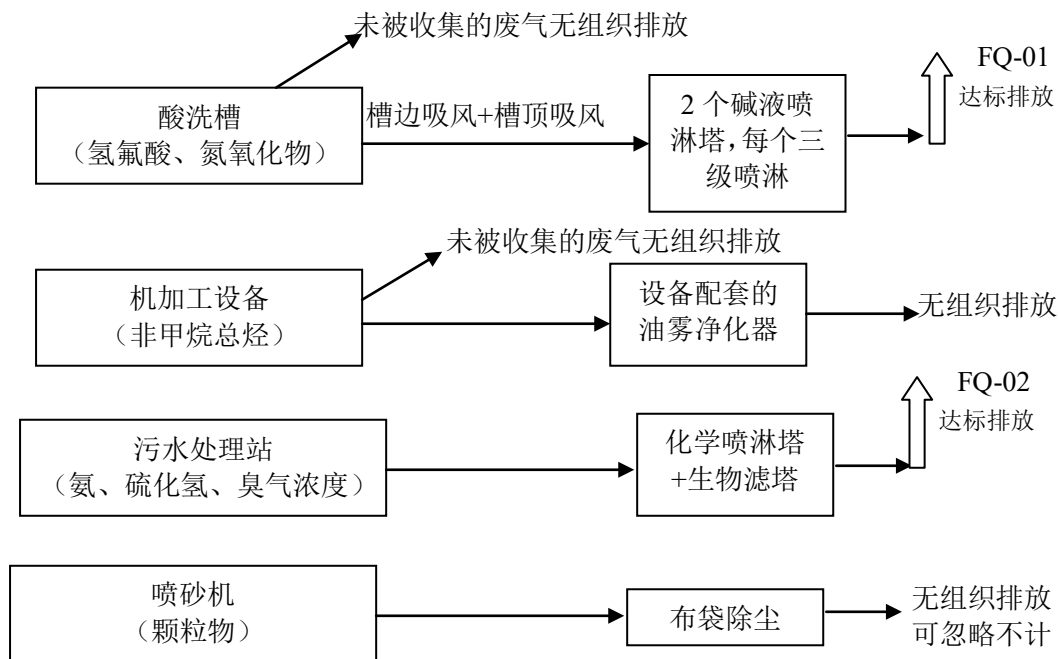 未被收集的废气无组织排放
FQ-01
达标排放
酸洗槽
（氢氟酸、氮氧化物）
槽边吸风+槽顶吸风
2 个碱液喷
淋塔，每个三
级喷淋
未被收集的废气无组织排放
机加工设备
（非甲烷总烃）
设备配套的
油雾净化器
无组织排放
FQ-02
达标排放
污水处理站
（氨、硫化氢、臭气浓度）
化学喷淋塔
+生物滤塔
喷砂机
（颗粒物）
布袋除尘
无组织排放
可忽略不计